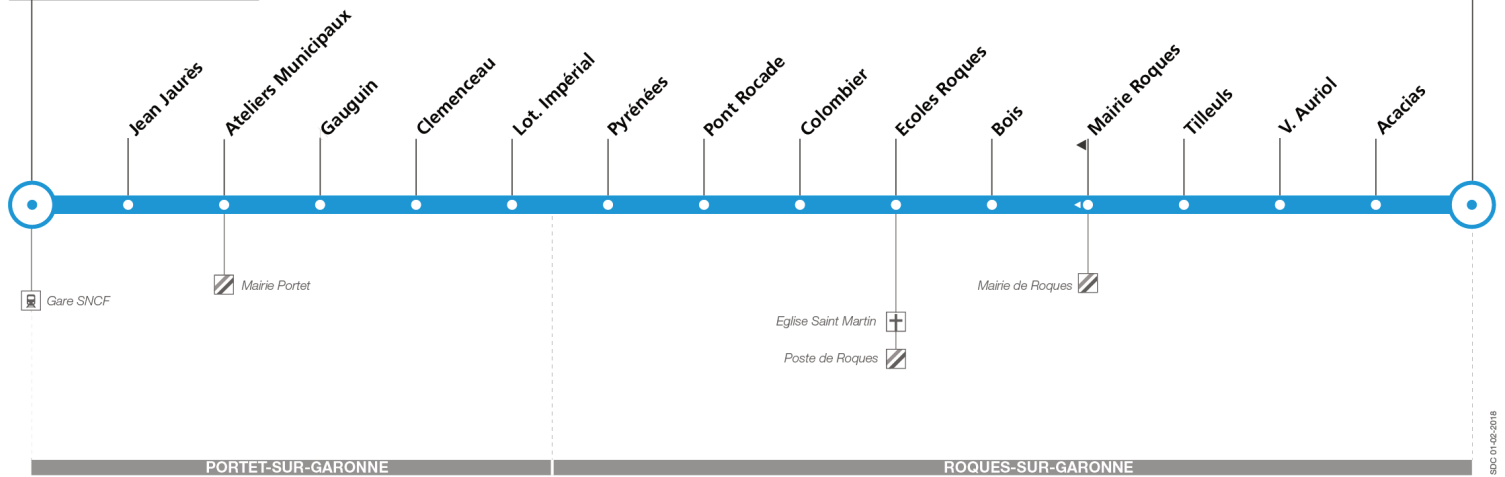 Jean Jaurès
Ateliers Municipaux
Gauguin
Clemenceau
Lot. Impérial
Pyrénées
Pont Rocade
Colombier
Ecoles Roques
Bois
Mairie Roques
Tilleuls
V. Auriol
Acacias
Gare SNCF
Mairie Portet
Eglise Saint Martin
Poste de Roques
Mairie de Roques
PORTET-SUR-GARONNE
ROQUES-SUR-GARONNE
SDC 01-02-2018